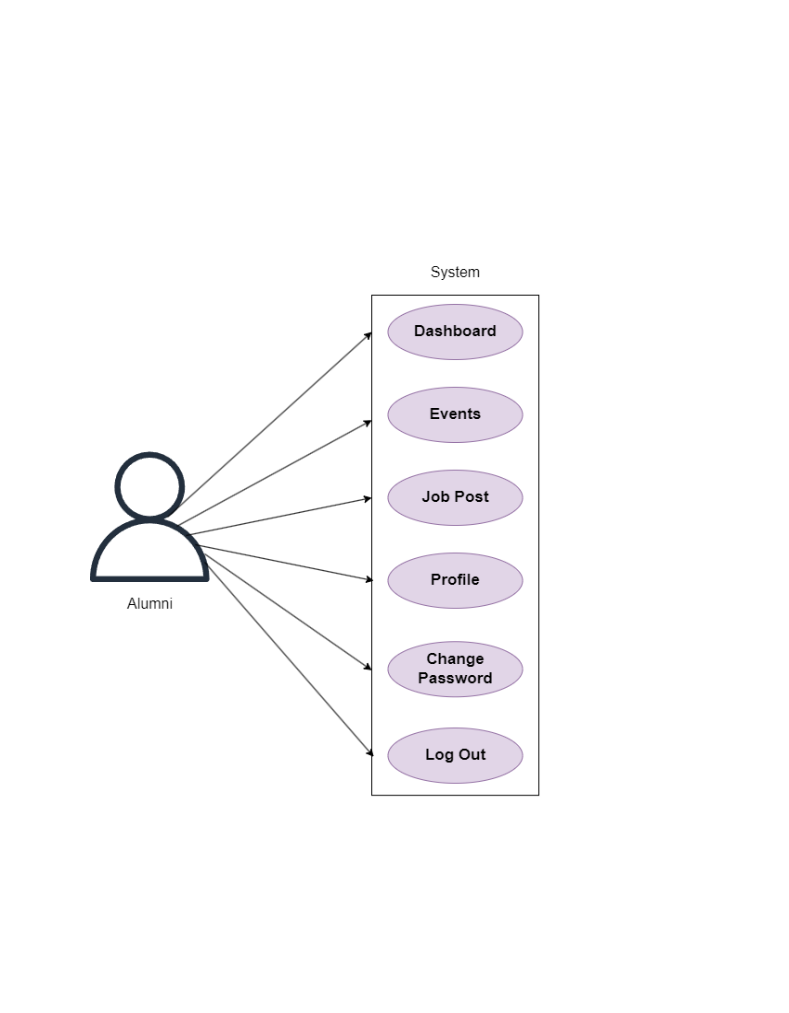 System
Dashboard
Events
Job Post
Profile
Change
Password
Log Out
Alumni